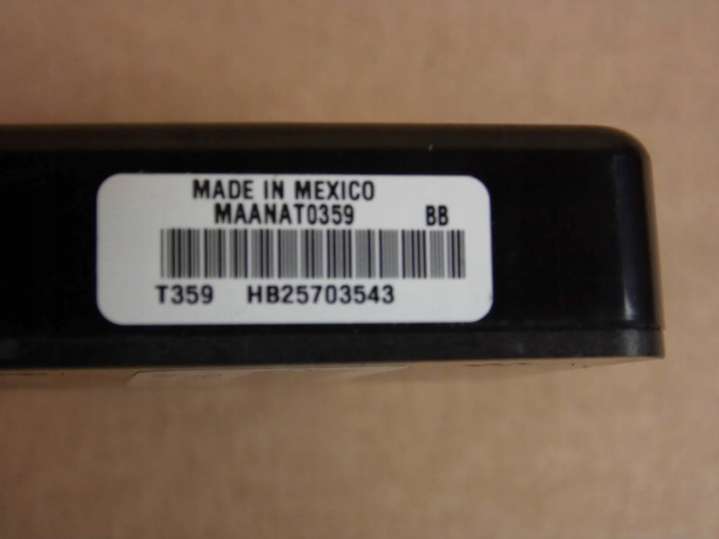 MADE IN MEXICO
MAANAT0359 BB
T359 HB25703543